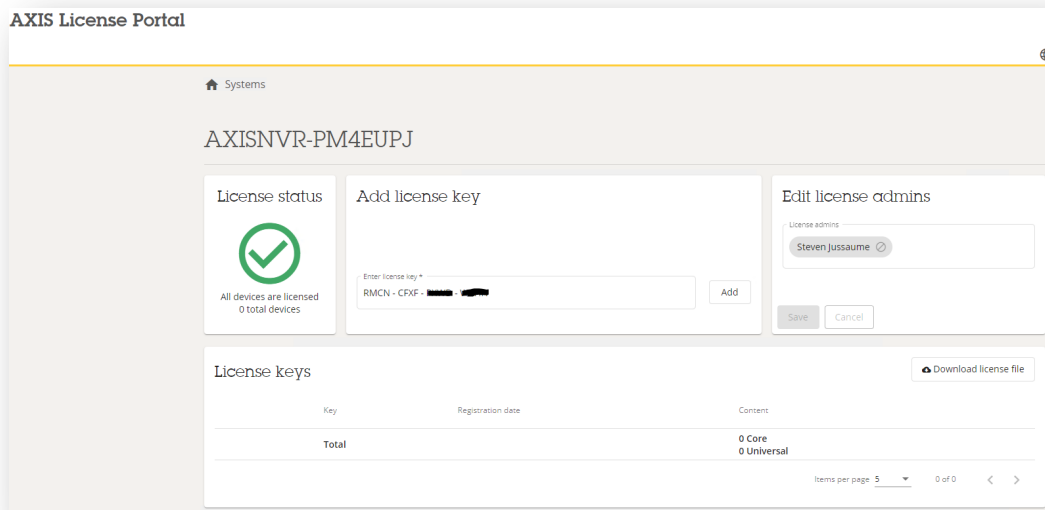 AXIS License Portal
Systems
AXISNVR-PM4EUPJ
License status
All devices are licensed
0 total devices
Add license key
Enter license key *
RMCN - CFXF - -
Add
Edit license admins
License admins
Steven Jussaume
Save
Cancel
License keys
Download license file
Key Registration date Content
Total 0 Core
0 Universal
Items per page 5 0 of 0